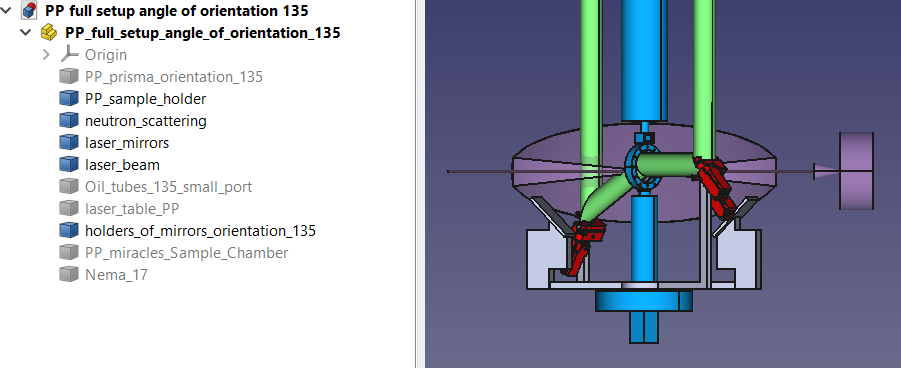 PP full setup angle of orientation 135
PP_full_setup_angle_of_orientation_135
Origin
PP_prisma_orientation_135
PP_sample_holder
neutron_scattering
laser_mirrors
laser_beam
Oil_tubes_135_small_port
laser_table_PP
holders_of_mirrors_orientation_135
PP_miracles_Sample_Chamber
Nema_17